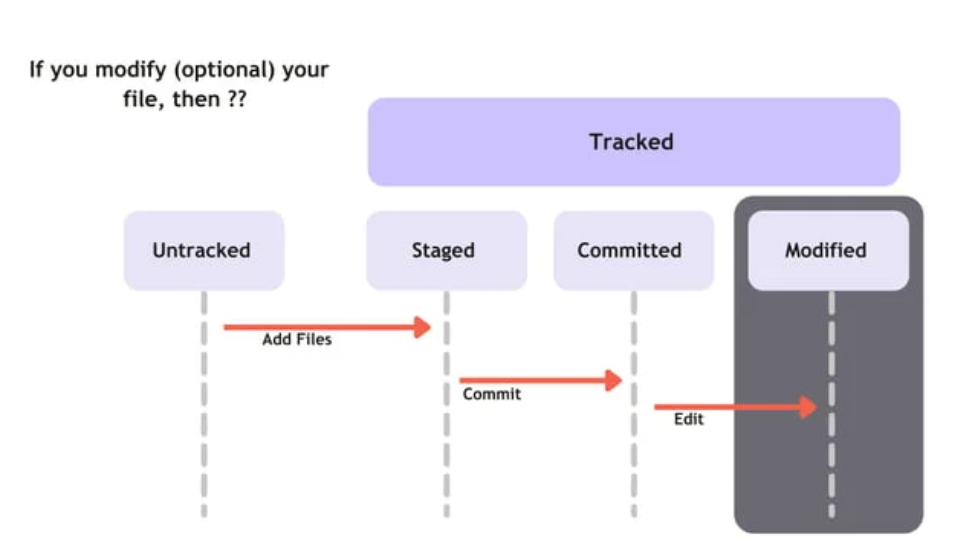 If you modify (optional) your
file, then ??
Tracked
Untracked
Staged
Committed
Modified
Add Files
Commit
Edit